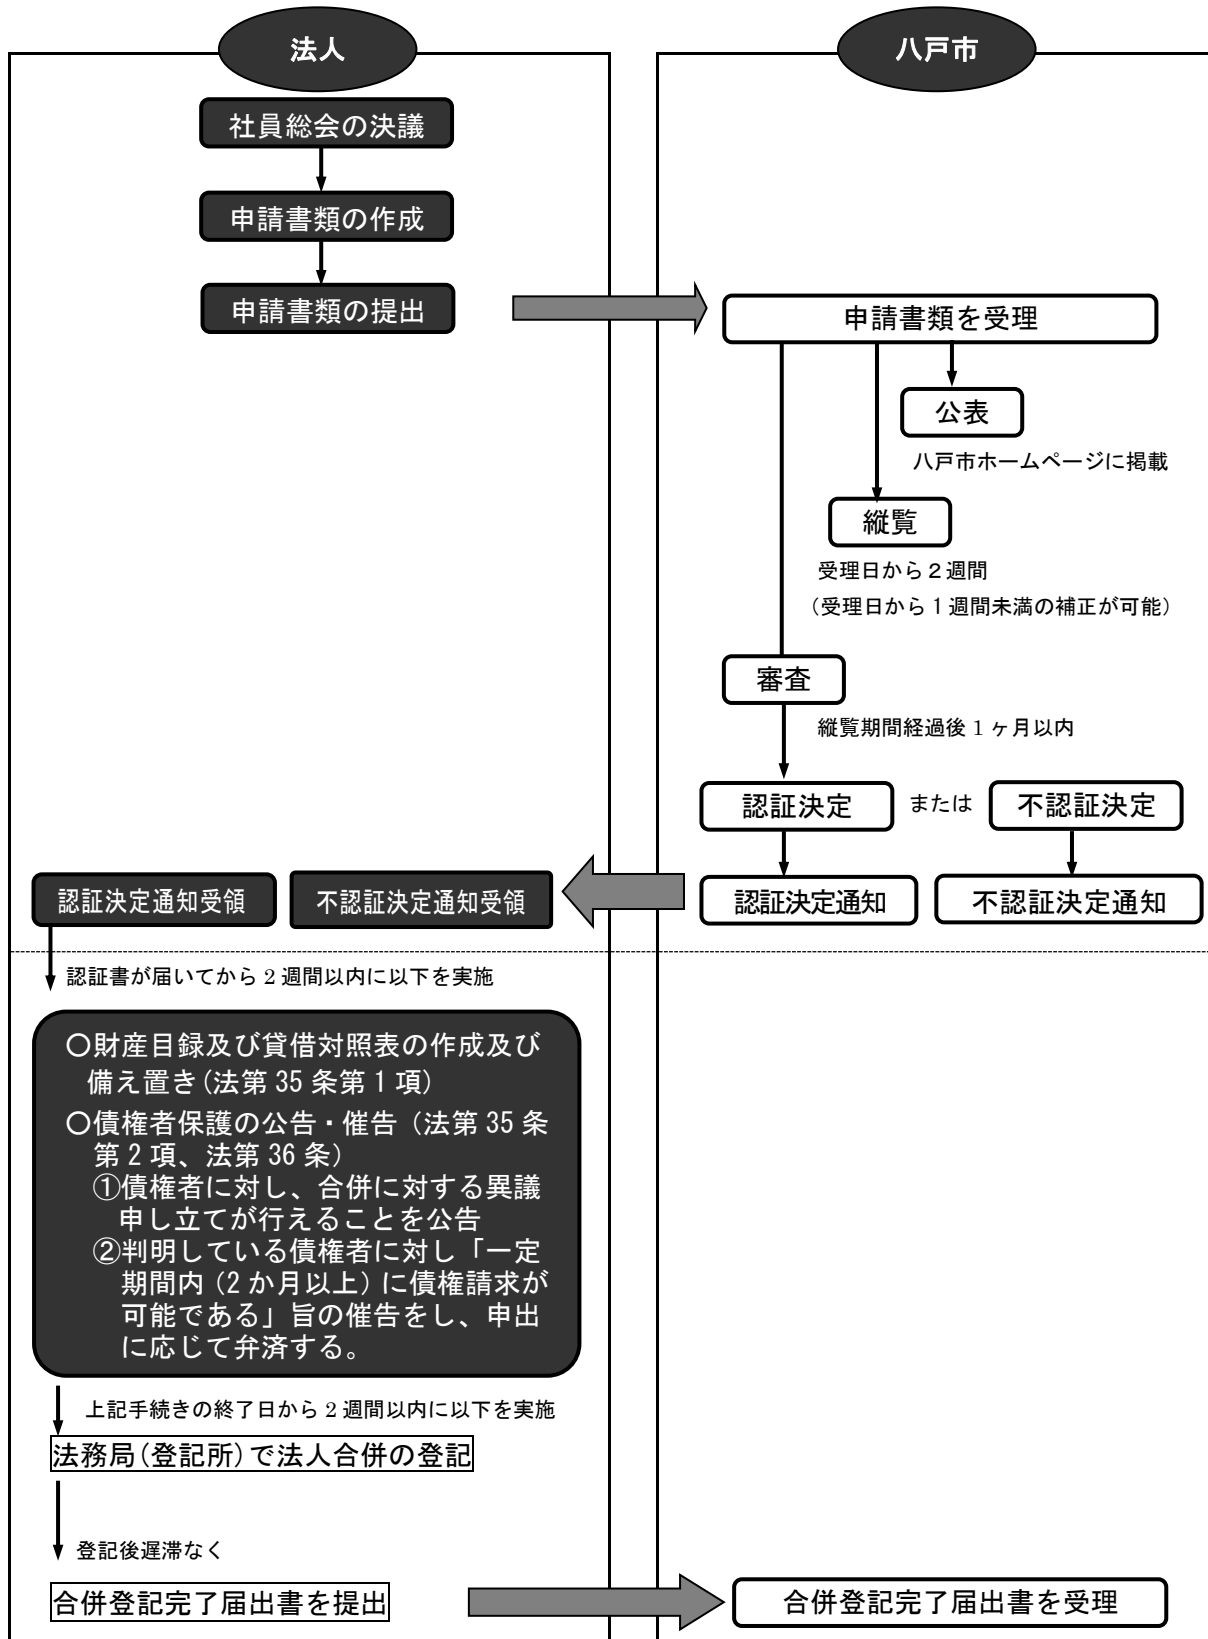 法人
八戸市
社員総会の決議
申請書類の作成
申請書類の提出
申請書類を受理
公表
八戸市ホームページに掲載
縦覧
受理日から２週間
（受理日から１週間未満の補正が可能）
審査
縦覧期間経過後１ヶ月以内
認証決定
または
不認証決定
認証決定通知受領
不認証決定通知受領
認証決定通知
不認証決定通知
認証書が届いてから２週間以内に以下を実施
○財産目録及び貸借対照表の作成及び
備え置き（法第35条第1項）
○債権者保護の公告・催告（法第35条
第2項、法第36条）
①債権者に対し、合併に対する異議
申し立てが行えることを公告
②判明している債権者に対し「一定
期間内（2か月以上）に債権請求が
可能である」旨の催告をし、申出
に応じて弁済する。
上記手続きの終了日から２週間以内に以下を実施
法務局（登記所）で法人合併の登記
登記後遅滞なく
合併登記完了届出書を提出
合併登記完了届出書を受理